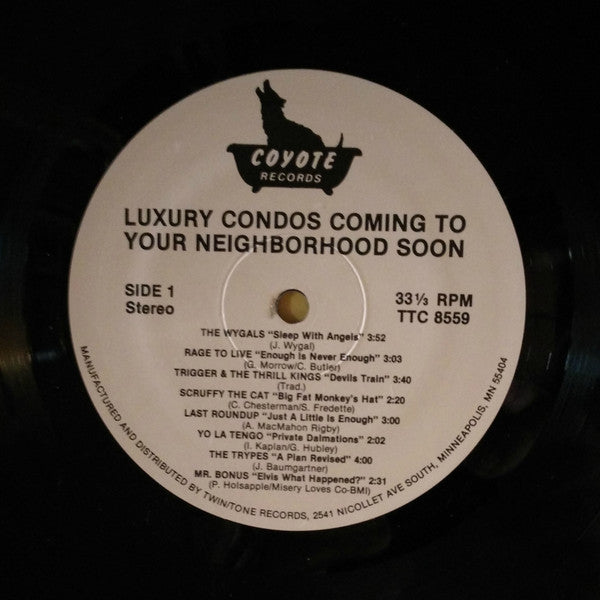 COYOTE
RECORDS
LUXURY CONDOS COMING TO
YOUR NEIGHBORHOOD SOON
SIDE 1
Stereo
33⅓ RPM
TTC 8559
THE WYGALS "Sleep With Angels" 3:52
(J. Wygal)
RAGE TO LIVE "Enough Is Never Enough" 3:03
(G. Morrow/C. Butler)
TRIGGER & THE THRILL KINGS "Devils Train" 3:40
(Trad.)
SCRUFFY THE CAT "Big Fat Monkey's Hat" 2:20
(C. Chesterman/S. Fredette)
LAST ROUNDUP "Just A Little Is Enough" 3:00
(A. MacMahon Rigby)
YO LA TENGO "Private Dalmations" 2:02
(I. Kaplan/G. Hubley)
THE TRYPES "A Plan Revised" 4:00
(J. Baumgartner)
MR. BONUS "Elvis What Happened?" 2:31
(P. Holsapple/Misery Loves Co-BMI)
MANUFACTURED AND DISTRIBUTED BY TWIN/TONE RECORDS, 2541 NICOLLET AVE SOUTH, MINNEAPOLIS, MN 55404